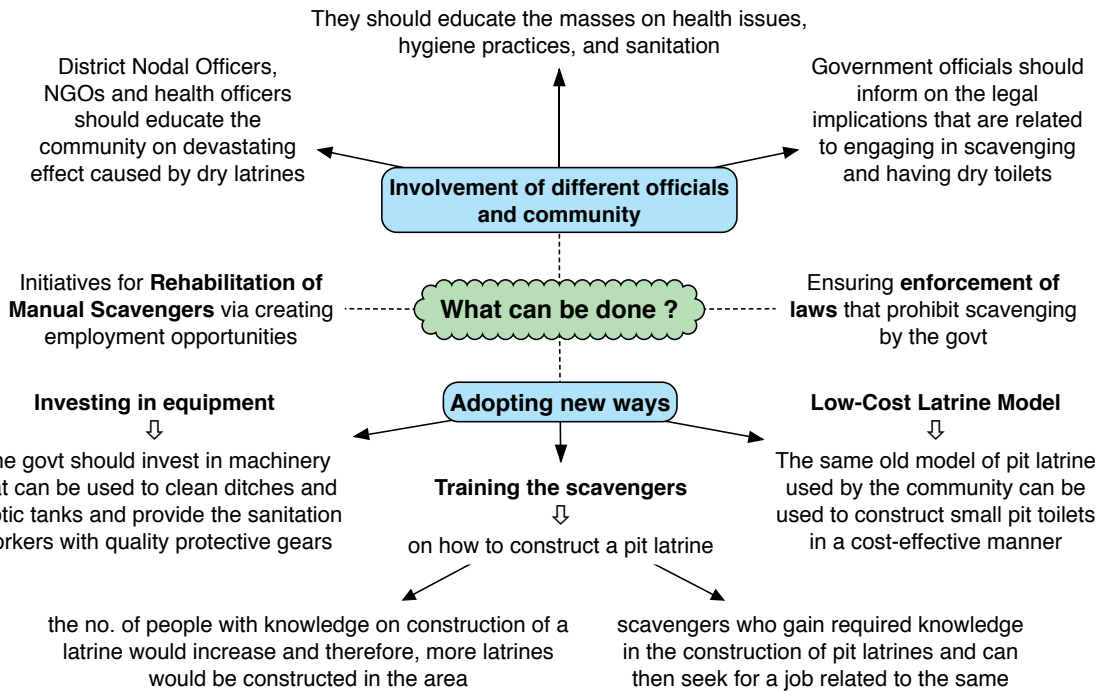 They should educate the masses on health issues,
hygiene practices, and sanitation
District Nodal Officers,
NGOs and health officers
should educate the
community on devastating
effect caused by dry latrines
Government officials should
inform on the legal
implications that are related
to engaging in scavenging
and having dry toilets
Involvement of different officials
and community
Initiatives for Rehabilitation of
Manual Scavengers via creating
employment opportunities
What can be done ?
Ensuring enforcement of
laws that prohibit scavenging
by the govt
Adopting new ways
Investing in equipment
⇩
govt should invest in machinery
can be used to clean ditches and
tanks and provide the sanitation
with quality protective gears
Training the scavengers
⇩
on how to construct a pit latrine
Low-Cost Latrine Model
⇩
The same old model of pit latrine
used by the community can be
used to construct small pit toilets
in a cost-effective manner
the no. of people with knowledge on construction of a
latrine would increase and therefore, more latrines
would be constructed in the area
scavengers who gain required knowledge
in the construction of pit latrines and can
then seek for a job related to the same